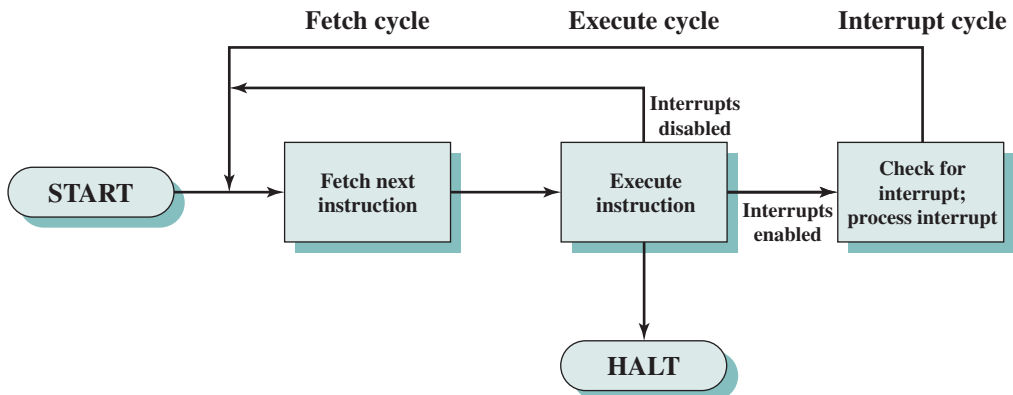 Fetch cycle
Execute cycle
Interrupt cycle
Interrupts
disabled
START
Fetch next
instruction
Execute
instruction
Interrupts
enabled
Check for
interrupt;
process interrupt
HALT